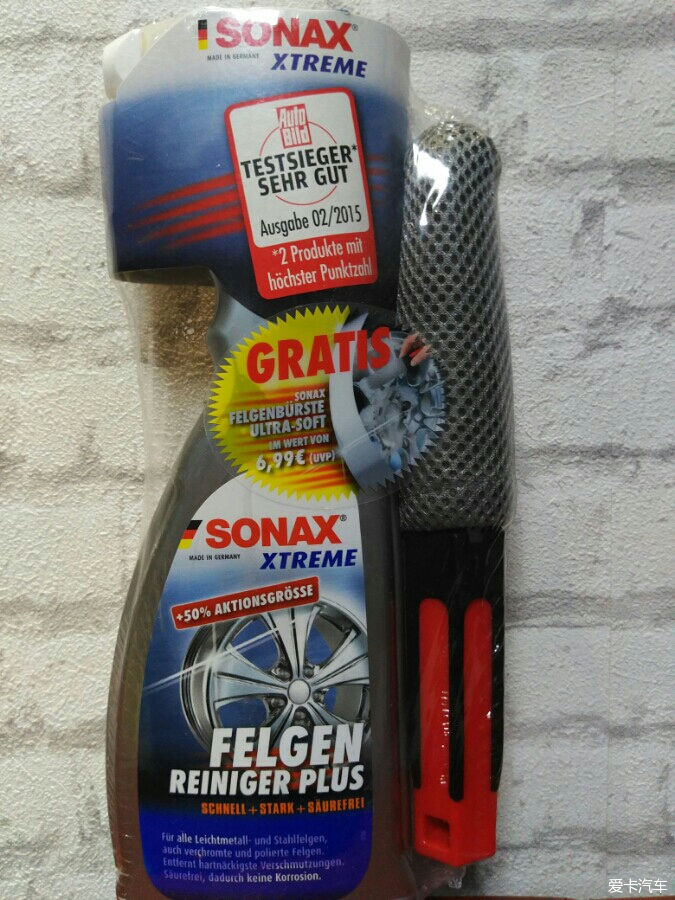 SONAX®
MADE IN GERMANY
XTREME
Auto
Bild
TESTSIEGER*
SEHR GUT
Ausgabe 02/2015
*2 Produkte mit
höchster Punktzahl
GRATIS
SONAX
FELGENBÜRSTE
ULTRA-SOFT
IM WERT VON
6,99€ (UVP)
SONAX®
MADE IN GERMANY
XTREME
+50% AKTIONSGRÖSSE
FELGEN
REINIGER PLUS
SCHNELL+STARK+SÄUREFREI
Für alle Leichtmetall- und Stahlfelgen,
auch verchromte und polierte Felgen.
Entfernt hartnäckigste Verschmutzungen.
Säurefrei, dadurch keine Korrosion.
爱卡汽车